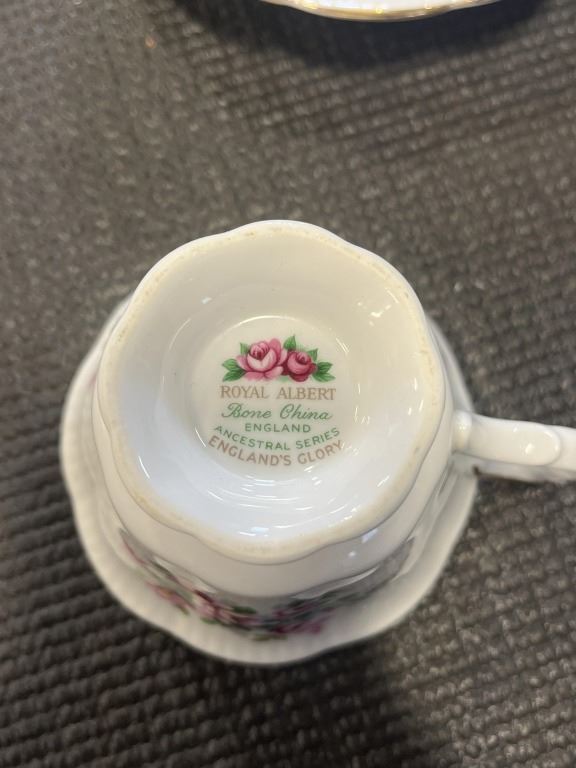 ROYAL ALBERT
Bone China
ENGLAND
ANCESTRAL SERIES
ENGLAND'S GLORY